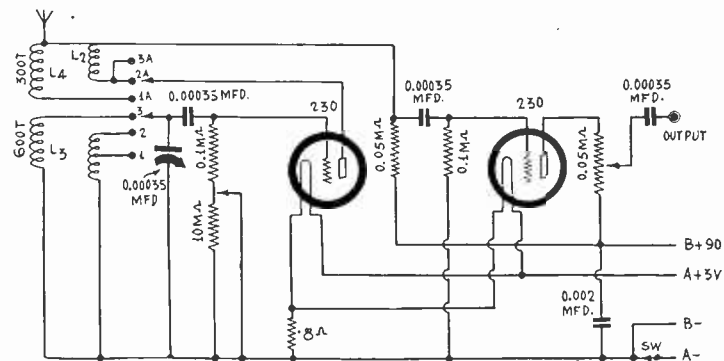 300T
L4
L2
3A
2A
1A
3
2
1
600T
L3
0.00035
MFD
0.00035
MFD.
0.1MΩ
10MΩ
230
.8Ω
0.05MΩ
0.00035
MFD.
0.1MΩ
230
0.05MΩ
0.00035
MFD.
OUTPUT
B+90
A+3V
0.002
MFD.
B-
SW
A-